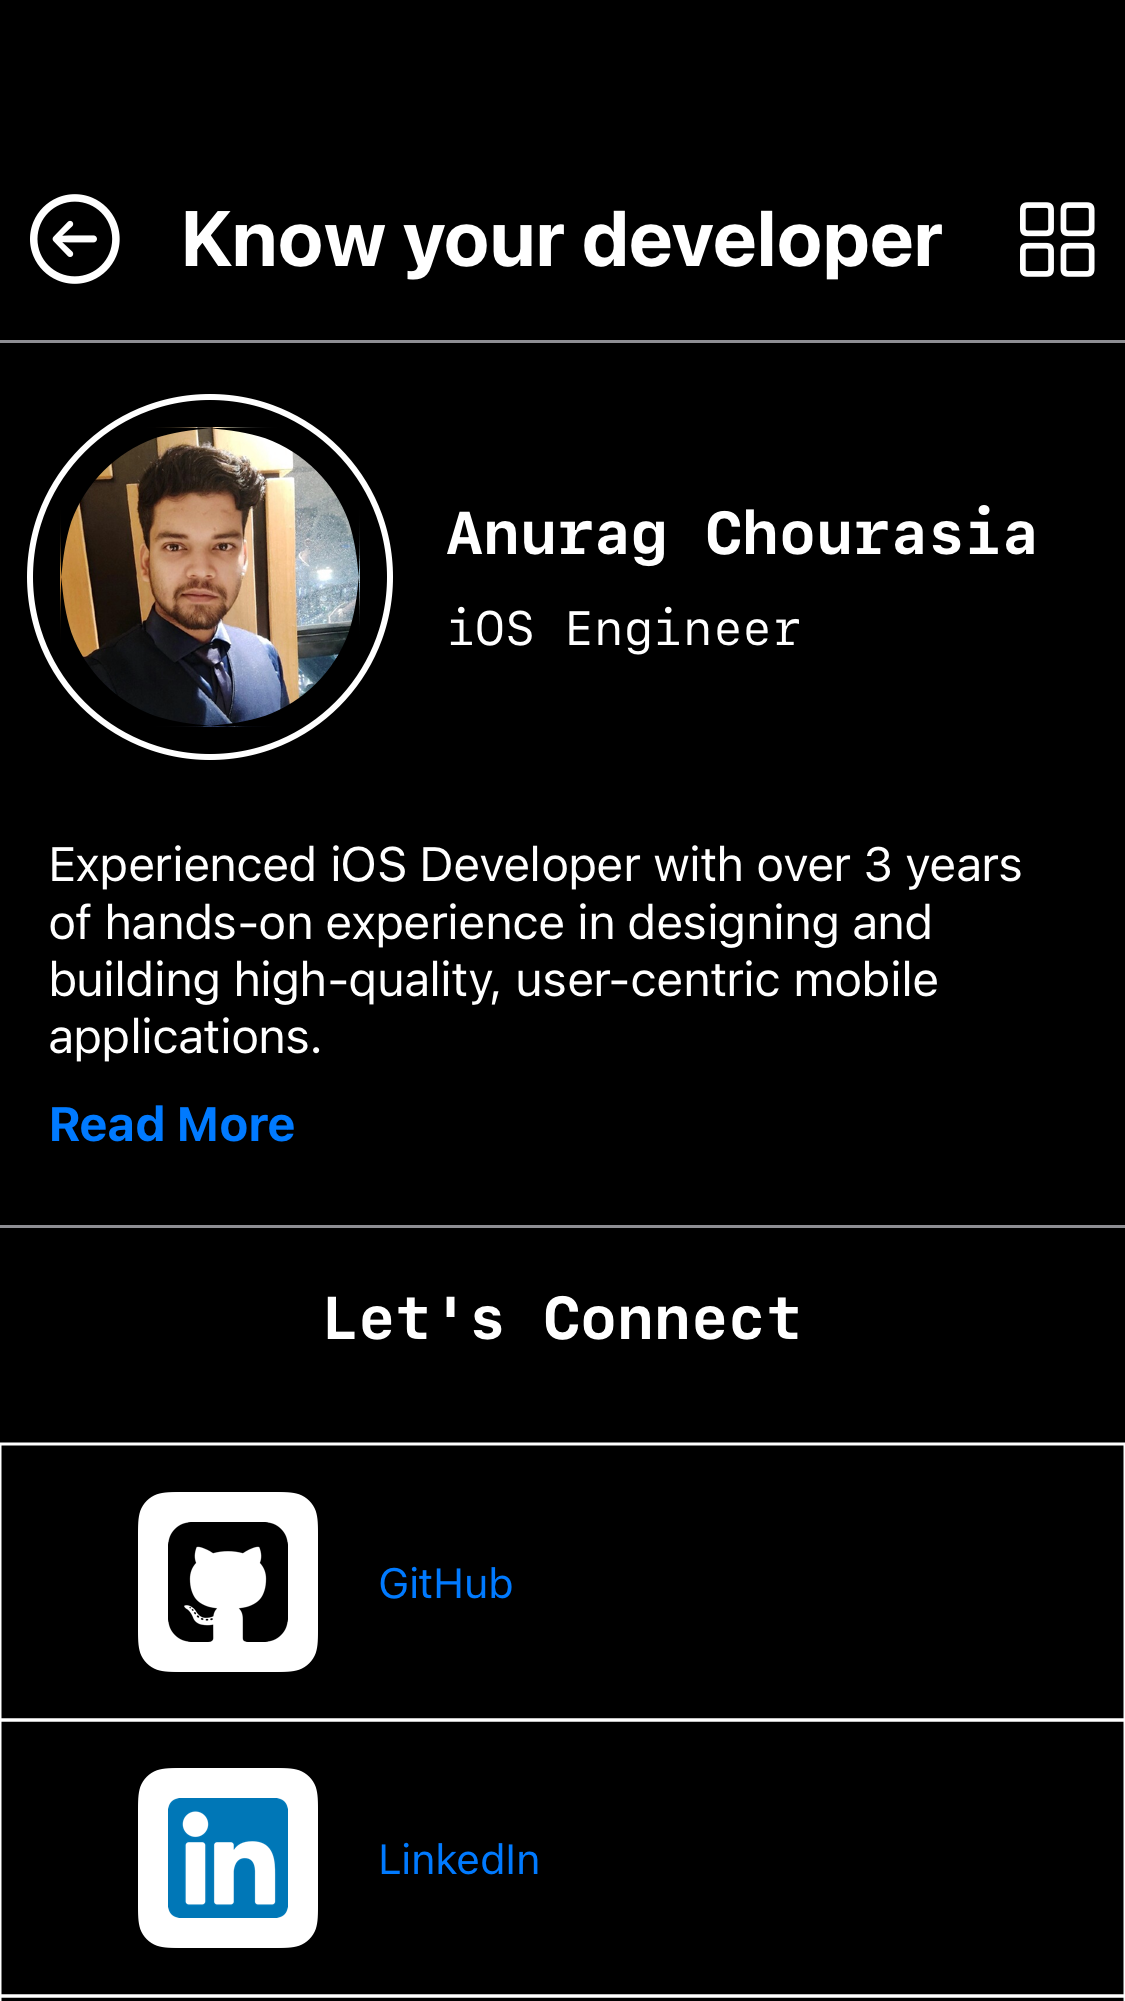 Know your developer
Anurag Chourasia
iOS Engineer
Experienced iOS Developer with over 3 years
of hands-on experience in designing and
building high-quality, user-centric mobile
applications.
Read More
Let's Connect
GitHub
in
LinkedIn